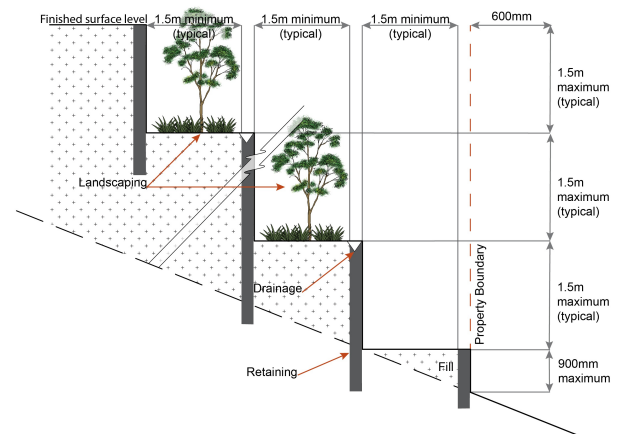 Finished surface level
1.5m minimum
(typical)
1.5m minimum
(typical)
1.5m minimum
(typical)
600mm
1.5m
maximum
(typical)
Landscaping
1.5m
maximum
(typical)
Drainage
Property Boundary
1.5m
maximum
(typical)
Retaining
Fill
900mm
maximum